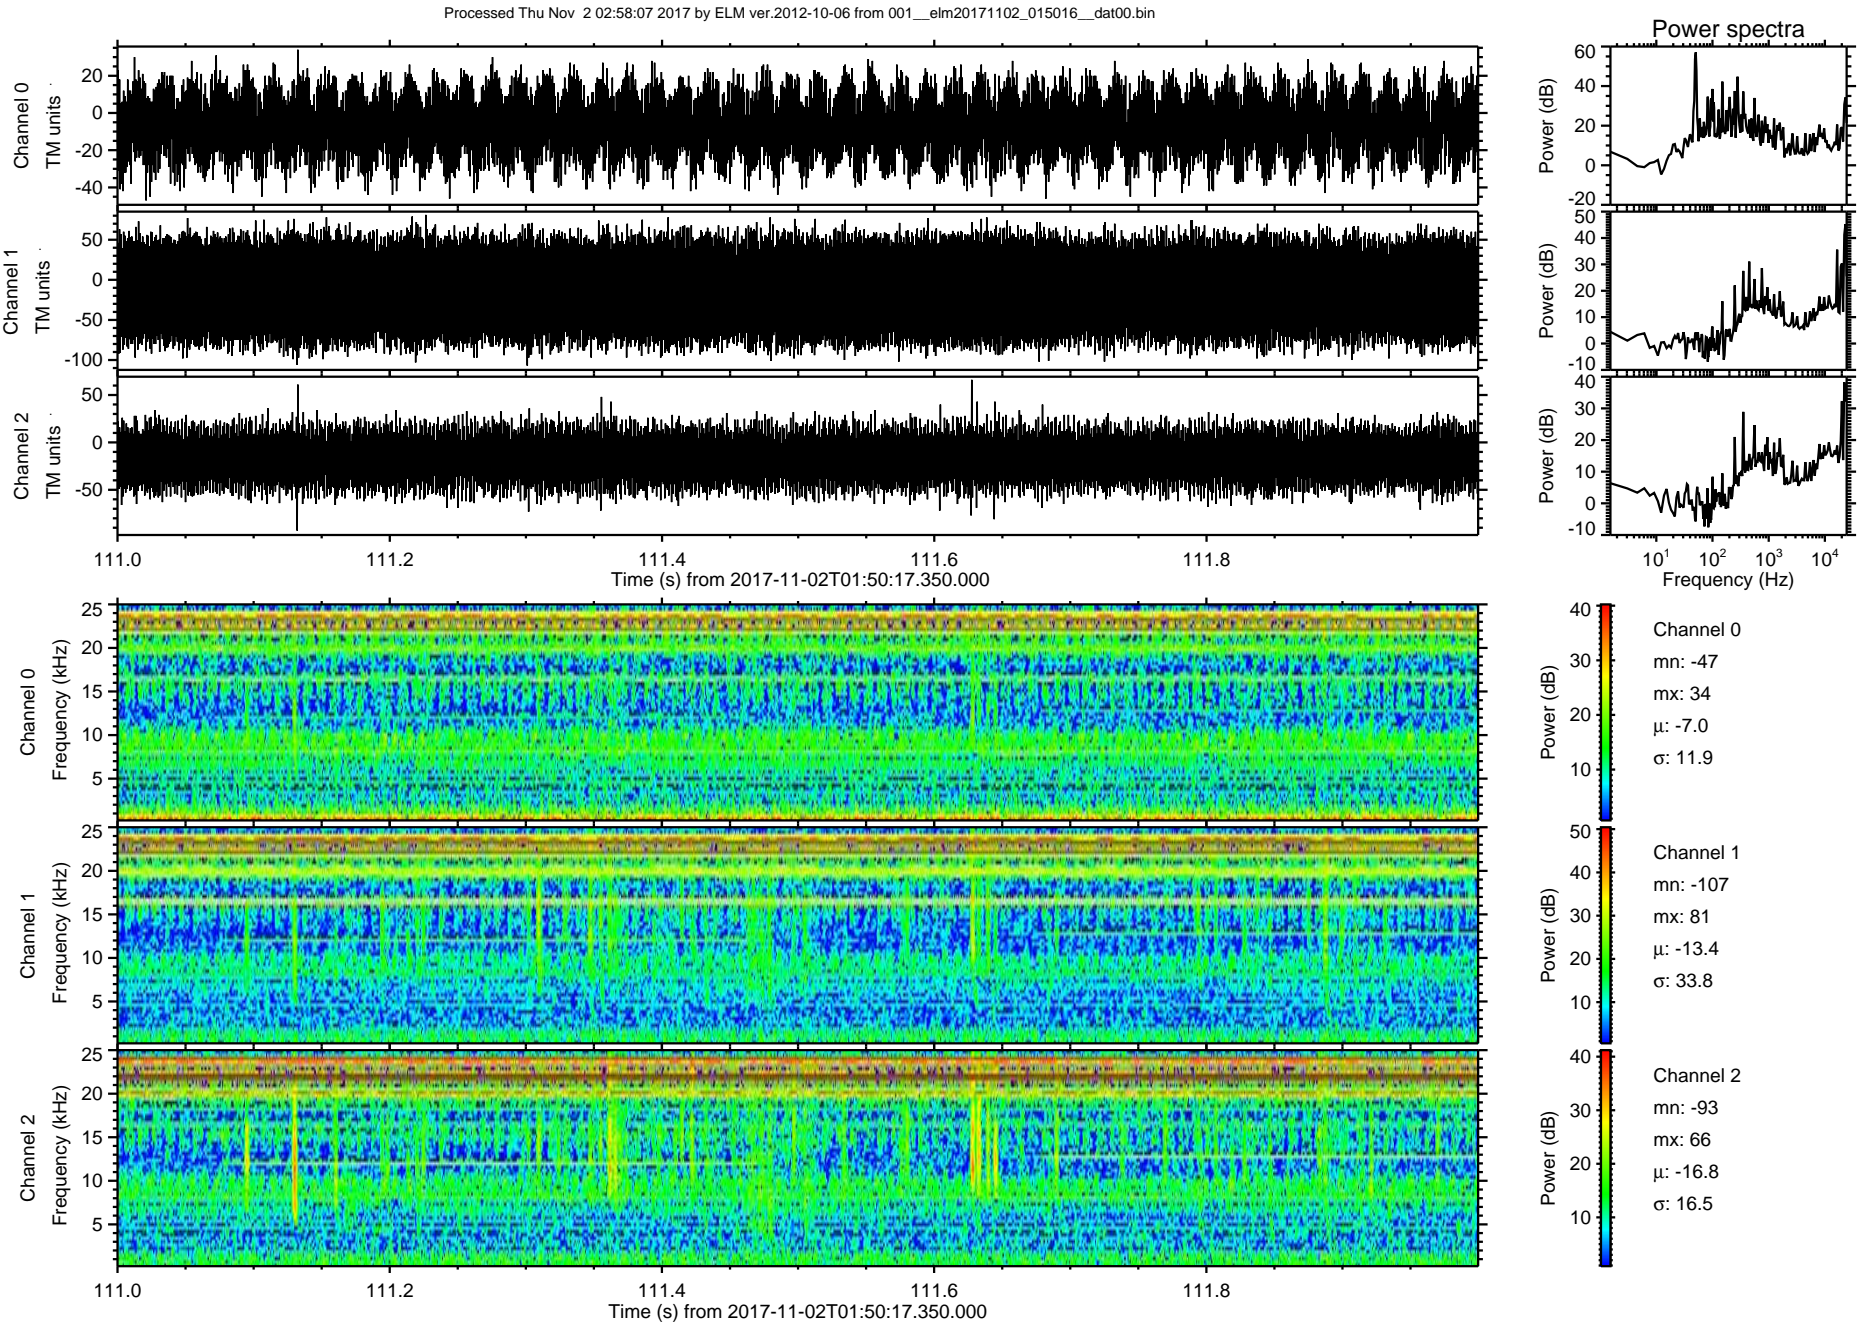 Processed Thu Nov  2 02:58:07 2017 by ELM ver.2012-10-06 from 001__elm20171102_015016__dat00.bin
Power spectra
Channel 0
TM units
20
0
-20
-40
Power (dB)
60
40
20
0
-20
Channel 1
TM units
50
0
-50
-100
Power (dB)
50
40
30
20
10
0
-10
Channel 2
TM units
50
0
-50
Power (dB)
40
30
20
10
0
-10
111.0 111.2 111.4 111.6 111.8
Time (s) from 2017-11-02T01:50:17.350.000
10¹ 10² 10³ 10⁴
Frequency (Hz)
Channel 0
Frequency (kHz)
25
20
15
10
5
Power (dB)
40
30
20
10
Channel 0
mn: -47
mx: 34
µ: -7.0
σ: 11.9
Channel 1
Frequency (kHz)
25
20
15
10
5
Power (dB)
50
40
30
20
10
Channel 1
mn: -107
mx: 81
µ: -13.4
σ: 33.8
Channel 2
Frequency (kHz)
25
20
15
10
5
Power (dB)
40
30
20
10
Channel 2
mn: -93
mx: 66
µ: -16.8
σ: 16.5
111.0 111.2 111.4 111.6 111.8
Time (s) from 2017-11-02T01:50:17.350.000